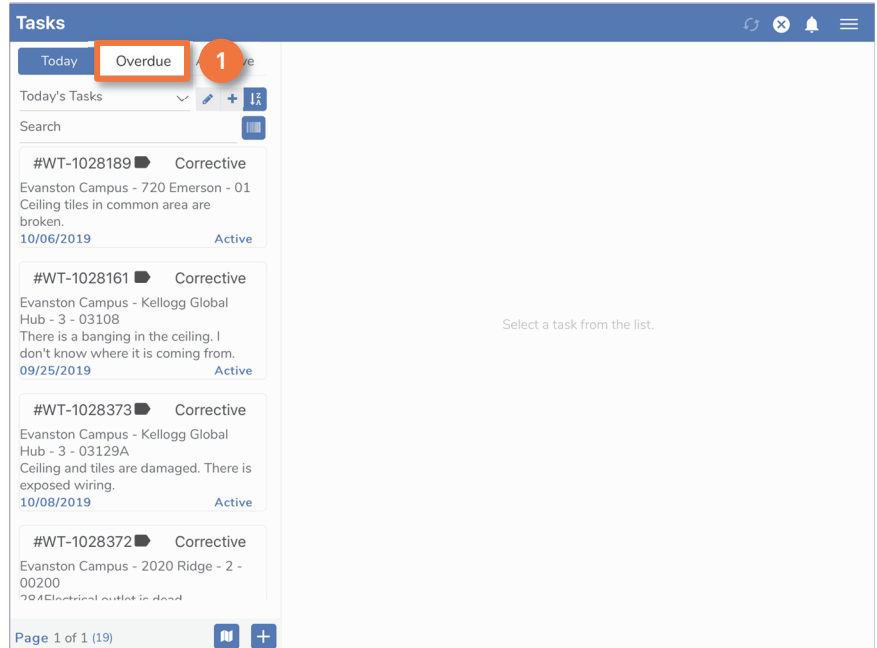 Tasks
Today
Overdue
1
ve
Today's Tasks
Search
#WT-1028189 Corrective
Evanston Campus - 720 Emerson - 01
Ceiling tiles in common area are
broken.
10/06/2019 Active
#WT-1028161 Corrective
Evanston Campus - Kellogg Global
Hub - 3 - 03108
There is a banging in the ceiling. I
don't know where it is coming from.
09/25/2019 Active
#WT-1028373 Corrective
Evanston Campus - Kellogg Global
Hub - 3 - 03129A
Ceiling and tiles are damaged. There is
exposed wiring.
10/08/2019 Active
#WT-1028372 Corrective
Evanston Campus - 2020 Ridge - 2 -
00200
284Electrical outlet is dead
Page 1 of 1 (19)
Select a task from the list.